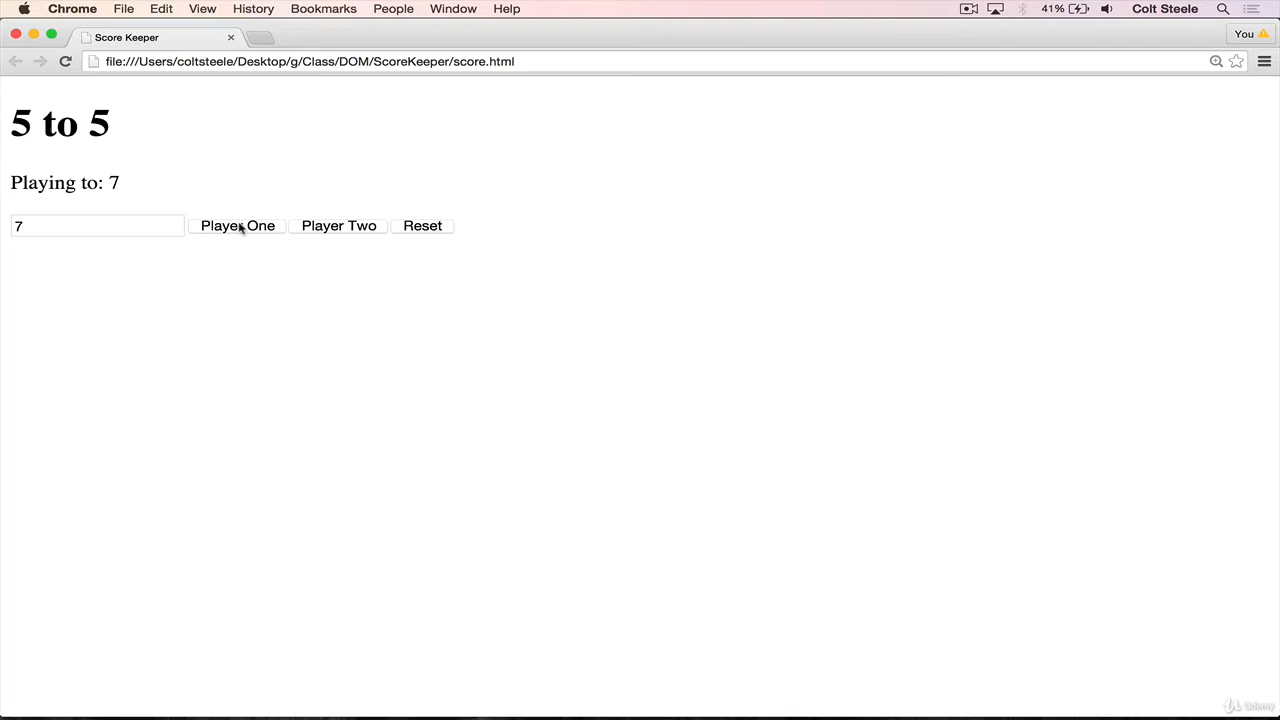 Chrome File Edit View History Bookmarks People Window Help 41% Colt Steele
Score Keeper You
file:///Users/coltsteele/Desktop/g/Class/DOM/ScoreKeeper/score.html
5 to 5
Playing to: 7
7 Player One Player Two Reset
Udemy